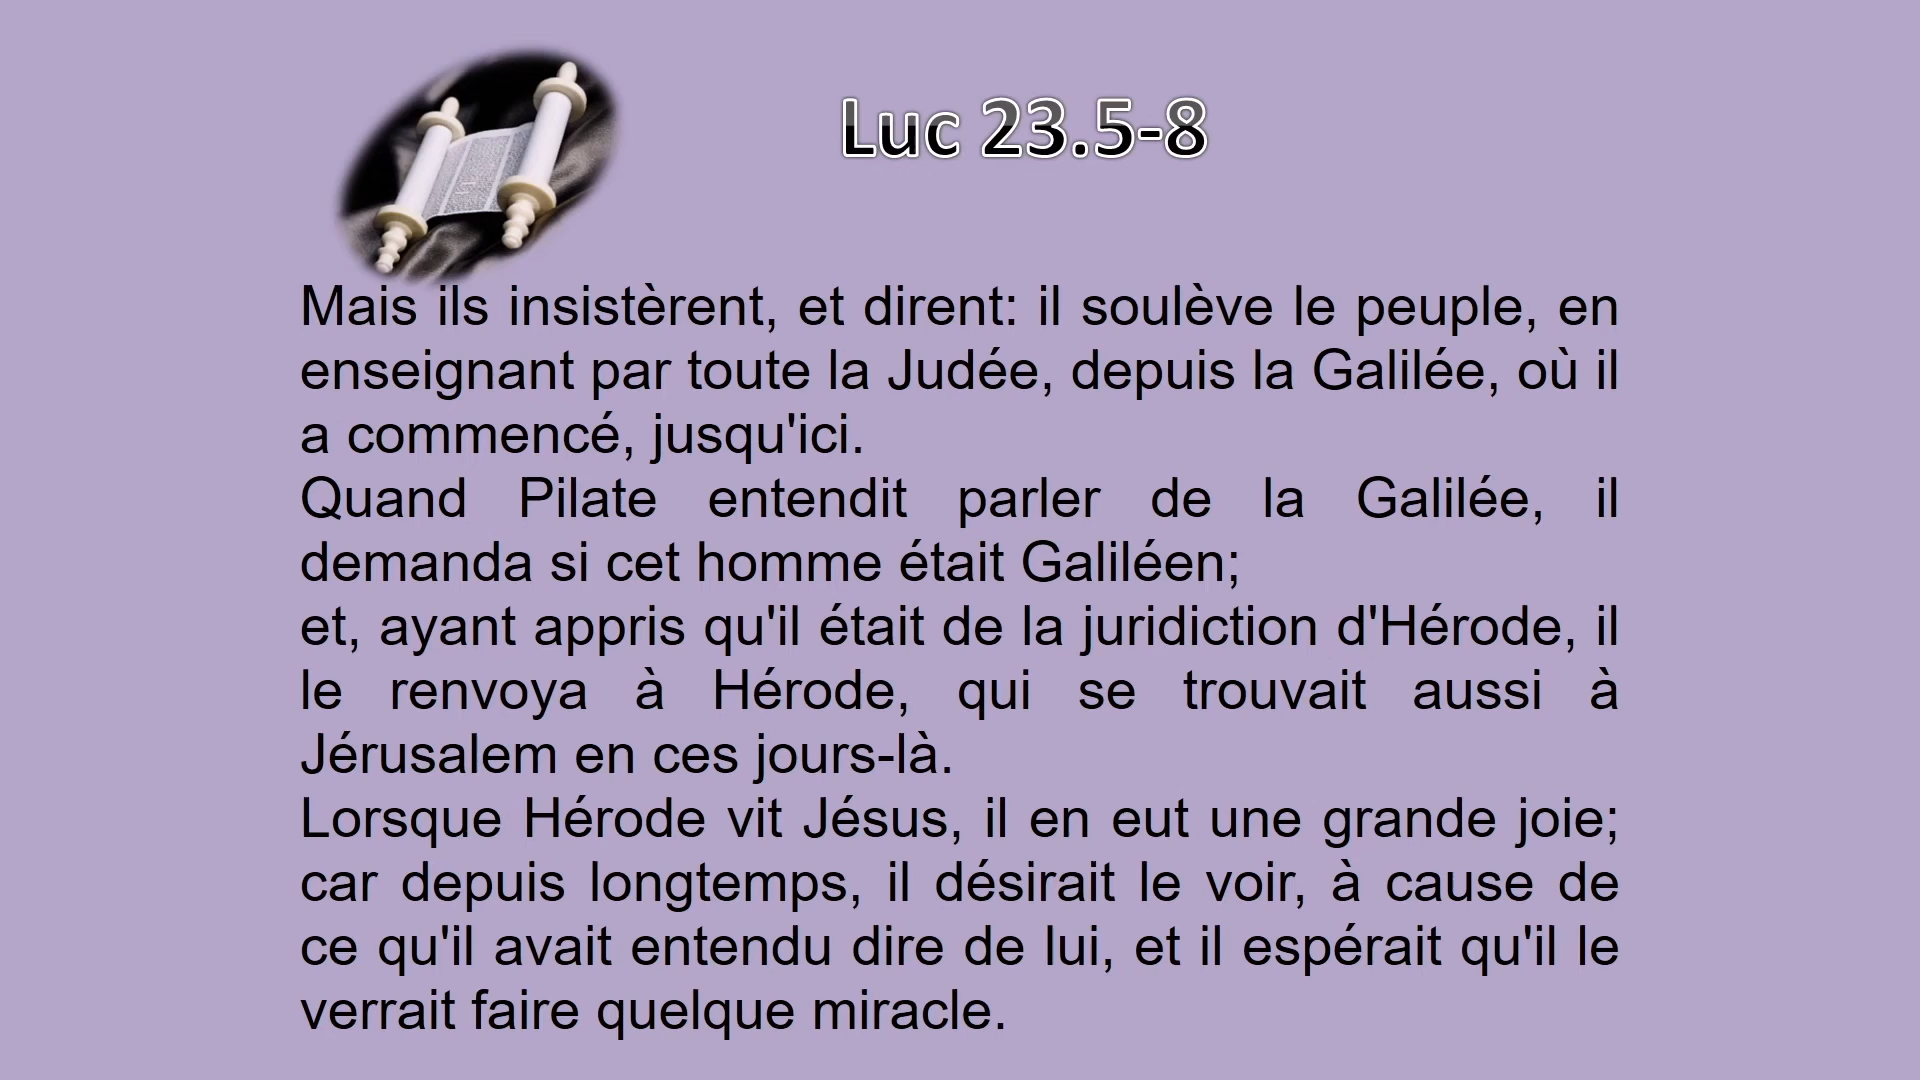 Luc 23.5-8
Mais ils insistèrent, et dirent: il soulève le peuple, en
enseignant par toute la Judée, depuis la Galilée, où il
a commencé, jusqu'ici.
Quand Pilate entendit parler de la Galilée, il
demanda si cet homme était Galiléen;
et, ayant appris qu'il était de la juridiction d'Hérode, il
le renvoya à Hérode, qui se trouvait aussi à
Jérusalem en ces jours-là.
Lorsque Hérode vit Jésus, il en eut une grande joie;
car depuis longtemps, il désirait le voir, à cause de
ce qu'il avait entendu dire de lui, et il espérait qu'il le
verrait faire quelque miracle.